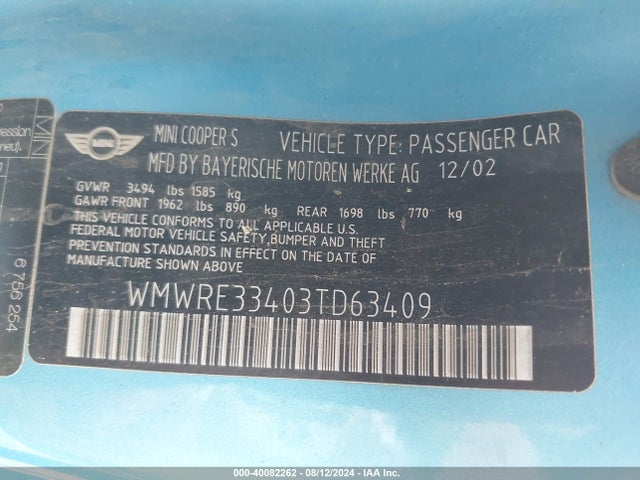 MINI
MINI COOPER S VEHICLE TYPE: PASSENGER CAR
MFD BY BAYERISCHE MOTOREN WERKE AG 12/02
GVWR 3494 lbs 1585 kg
GAWR FRONT 1962 lbs 890 kg REAR 1698 lbs 770 kg
THIS VEHICLE CONFORMS TO ALL APPLICABLE U.S.
FEDERAL MOTOR VEHICLE SAFETY,BUMPER AND THEFT
PREVENTION STANDARDS IN EFFECT ON THE DATE OF
MANUFACTURE SHOWN ABOVE
WMWRE33403TD63409
MINI
6 756 254
000-40082262 - 08/12/2024 - IAA Inc.